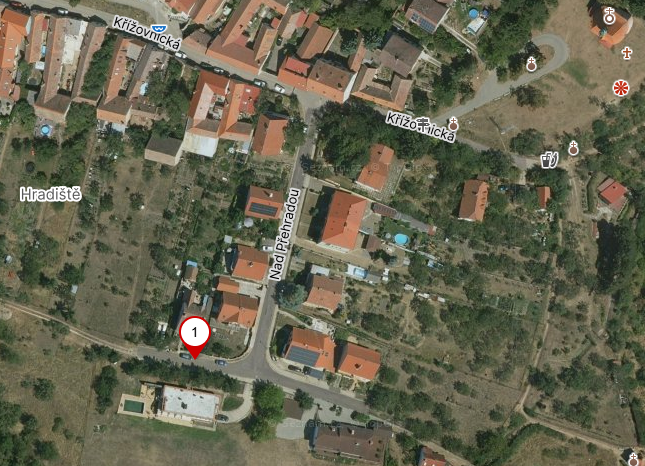 Křížovnická
Křížovnická
Hradiště
Nad Přehradou
1